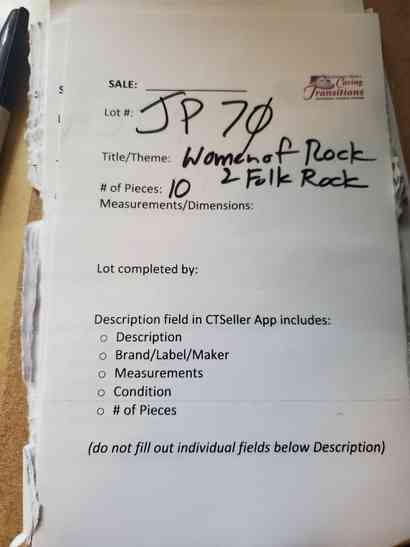 SALE:
Caring
Transitions
Lot #: JP 70
Title/Theme: Women of Rock
# of Pieces: 10 2 Folk Rock
Measurements/Dimensions:
Lot completed by:
Description field in CTSeller App includes:
○ Description
○ Brand/Label/Maker
○ Measurements
○ Condition
○ # of Pieces
(do not fill out individual fields below Description)